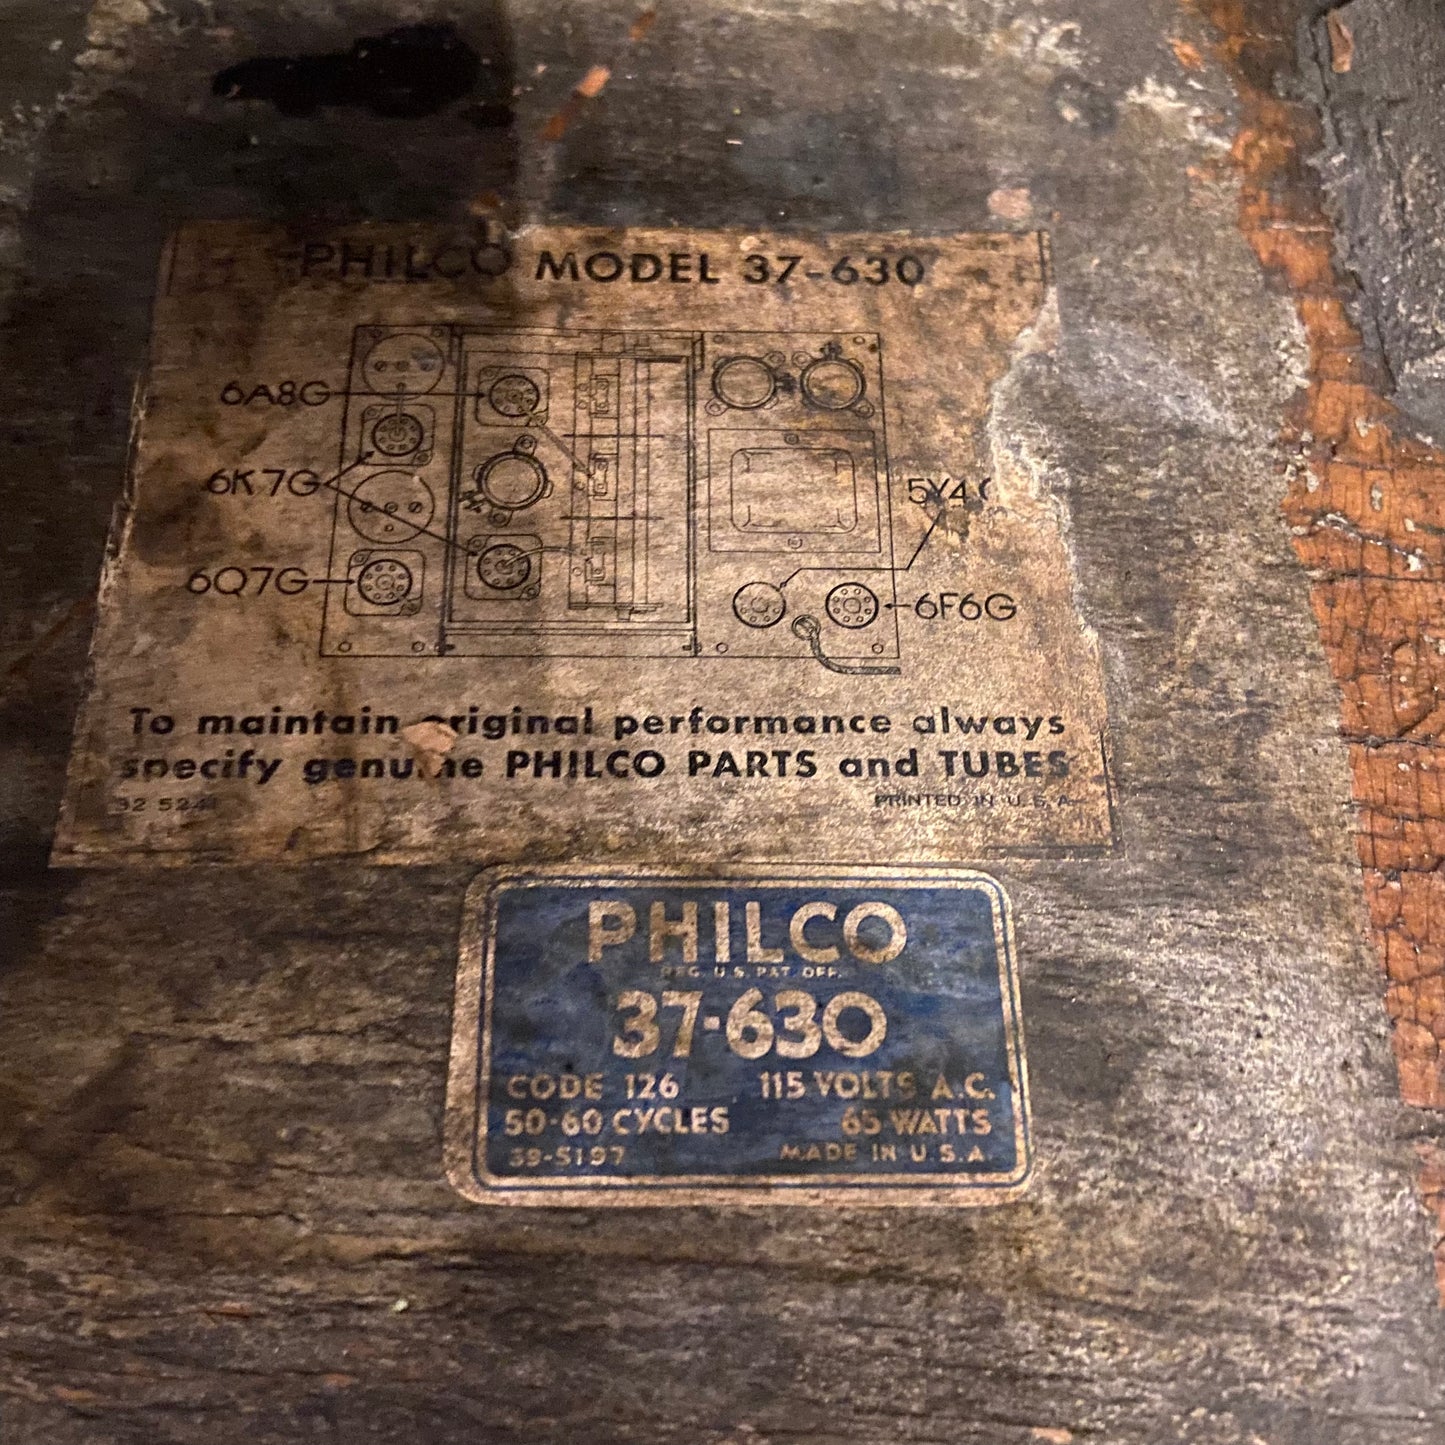 PHILCO MODEL 37-630
6A8G
6K7G
5Y4
6Q7G
6F6G
To maintain original performance always
specify genuine PHILCO PARTS and TUBES
PRINTED IN U.S.A.
PHILCO
REG. U.S. PAT. OFF.
37-630
CODE 126 115 VOLTS A.C.
50-60 CYCLES 65 WATTS
39-5197 MADE IN U.S.A.